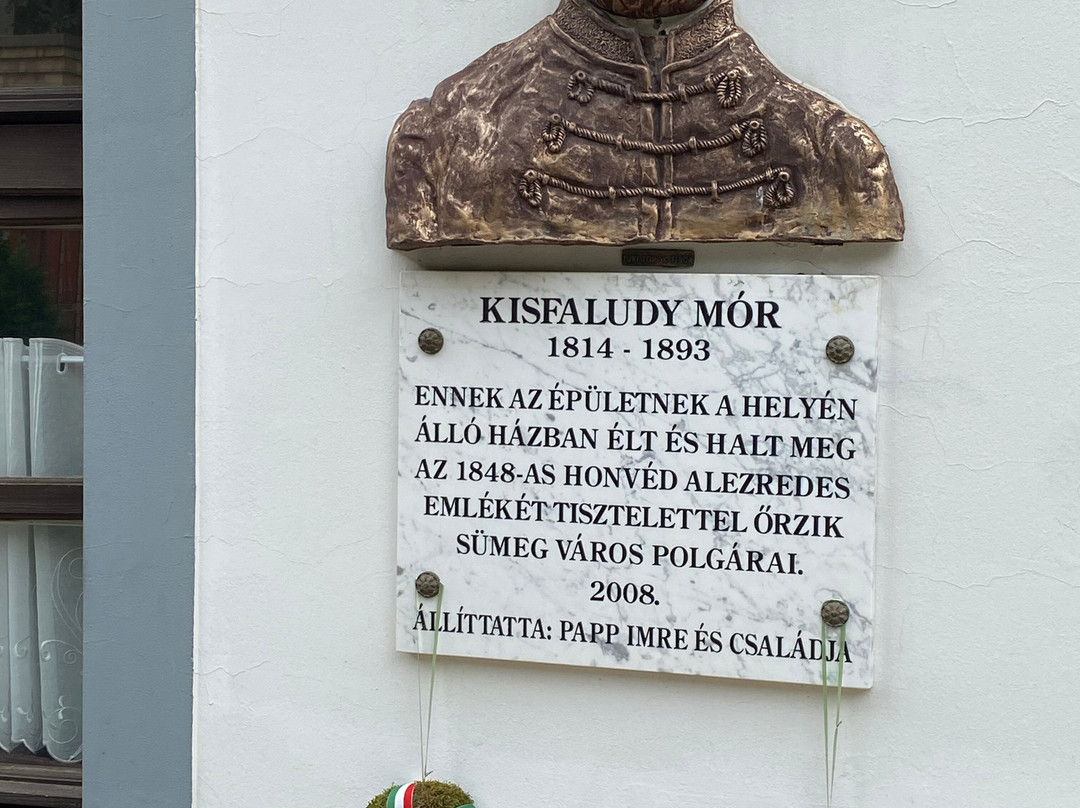 KISFALUDY MÓR
1814 - 1893
ENNEK AZ ÉPÜLETNEK A HELYÉN
ÁLLÓ HÁZBAN ÉLT ÉS HALT MEG
AZ 1848-AS HONVÉD ALEZREDES
EMLÉKÉT TISZTELETTEL ŐRZIK
SÜMEG VÁROS POLGÁRAI.
2008.
ÁLLÍTTATTA: PAPP IMRE ÉS CSALÁDJA